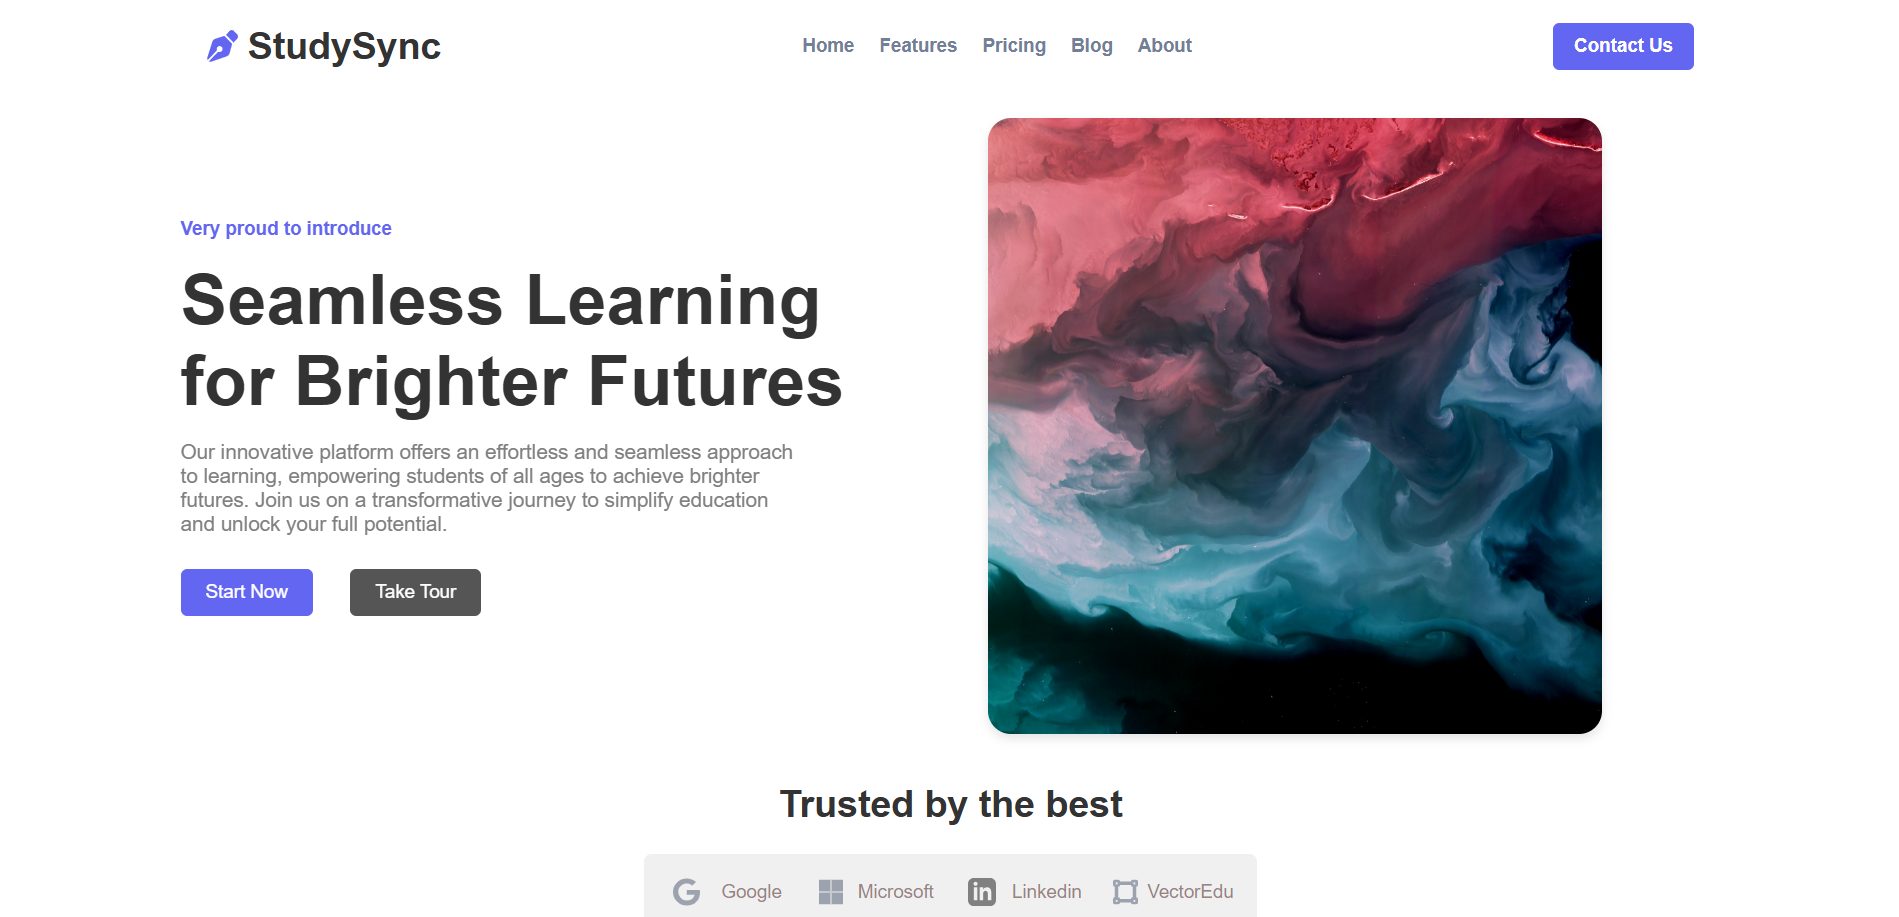 StudySync
Home Features Pricing Blog About
Contact Us
Very proud to introduce
Seamless Learning
for Brighter Futures
Our innovative platform offers an effortless and seamless approach
to learning, empowering students of all ages to achieve brighter
futures. Join us on a transformative journey to simplify education
and unlock your full potential.
Start Now
Take Tour
Trusted by the best
Google
Microsoft
Linkedin
VectorEdu